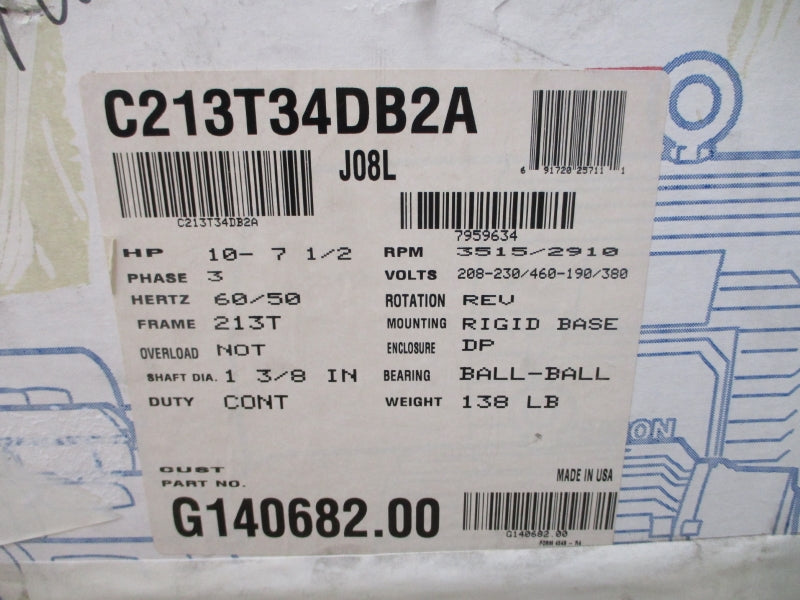 C213T34DB2A
J08L
6 91720 25711 1
C213T34DB2A
7959634
HP 10- 7 1/2 RPM 3515/2910
PHASE 3 VOLTS 208-230/460-190/380
HERTZ 60/50 ROTATION REV
FRAME 213T MOUNTING RIGID BASE
OVERLOAD NOT ENCLOSURE DP
SHAFT DIA. 1 3/8 IN BEARING BALL-BALL
DUTY CONT WEIGHT 138 LB
CUST
PART NO.
MADE IN USA
G140682.00
G140682.00